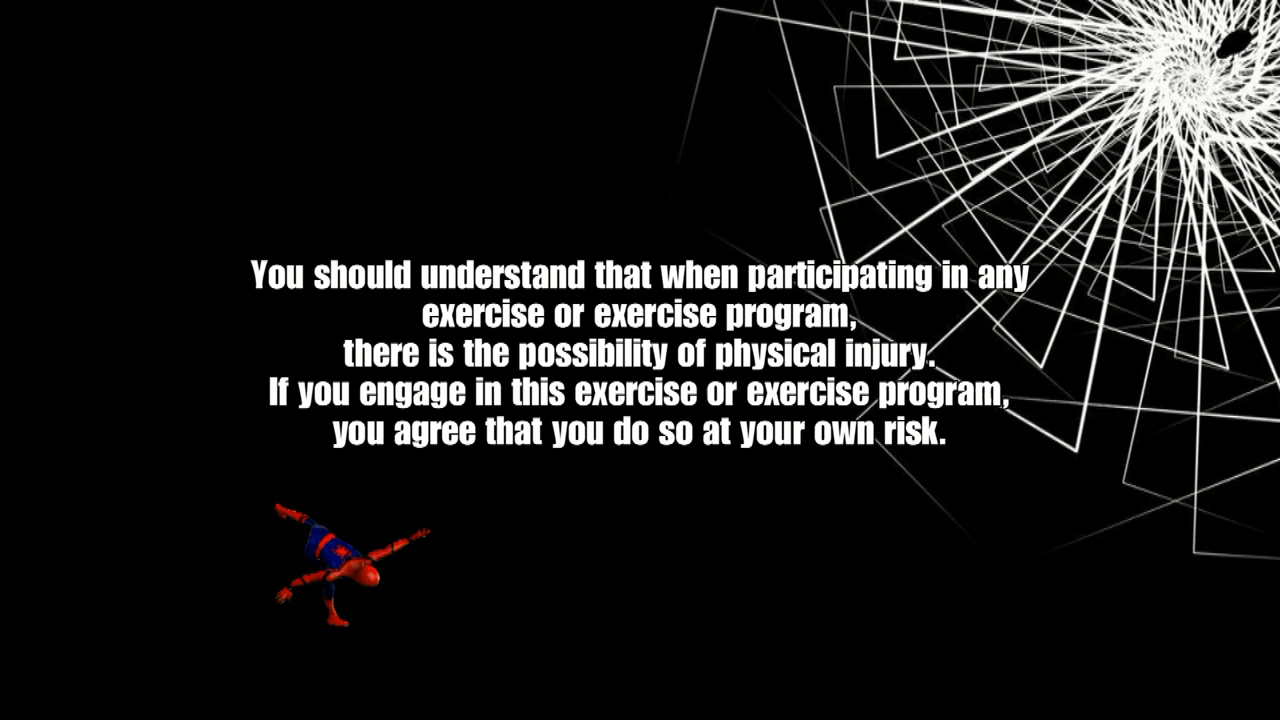 You should understand that when participating in any
exercise or exercise program,
there is the possibility of physical injury.
If you engage in this exercise or exercise program,
you agree that you do so at your own risk.